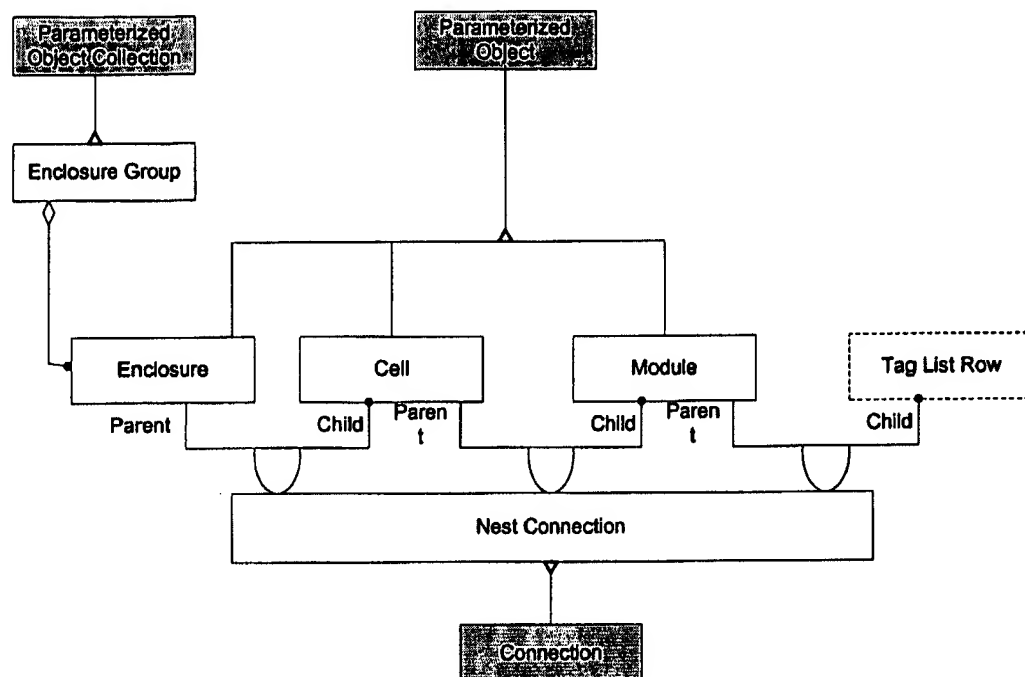 Parameterized
Object Collection
Parameterized
Object
Enclosure Group
Enclosure
Cell
Module
Tag List Row
Parent
Child
Paren
t
Child
Paren
t
Child
Nest Connection
Connection